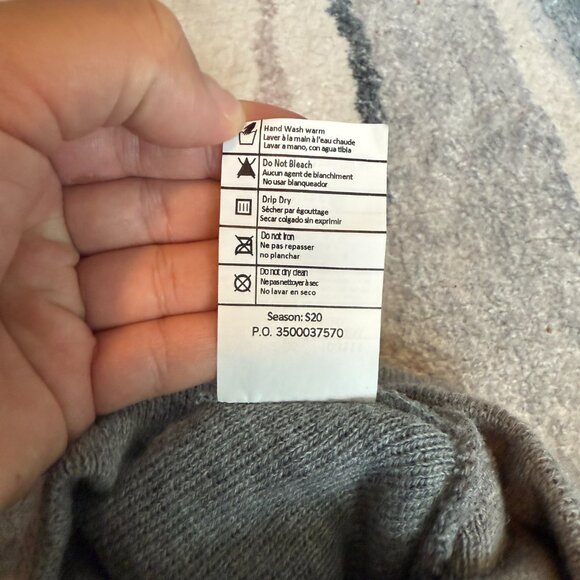 Hand Wash warm
Laver à la main à l'eau chaude
Lavar a mano, con agua tibia
Do Not Bleach
Aucun agent de blanchiment
No usar blanqueador
Drip Dry
Sécher par égouttage
Secar colgado sin exprimir
Do not Iron
Ne pas repasser
no planchar
Do not dry clean
Ne pas nettoyer à sec
No lavar en seco
Season: S20
P.O. 3500037570